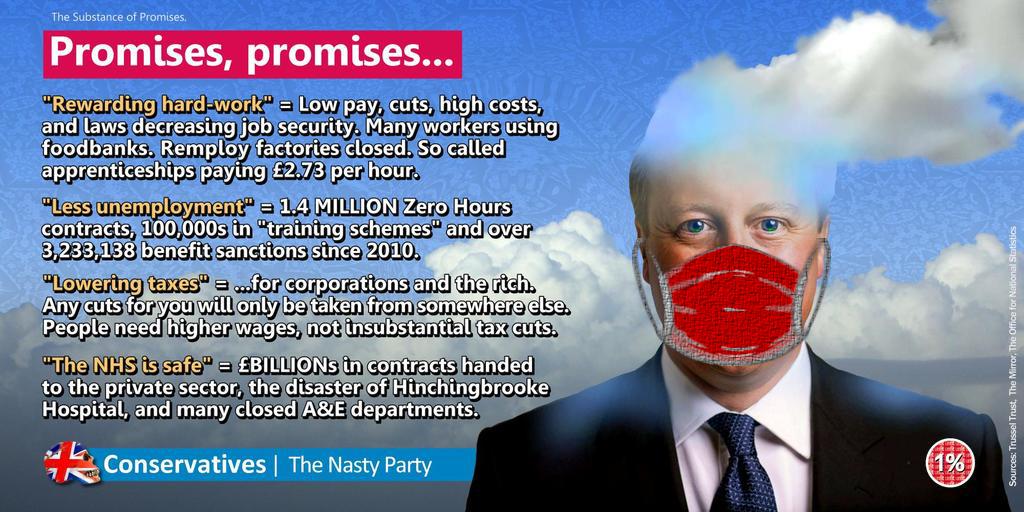 The Substance of Promises.
Promises, promises...
"Rewarding hard-work" = Low pay, cuts, high costs,
and laws decreasing job security. Many workers using
foodbanks. Remploy factories closed. So called
apprenticeships paying £2.73 per hour.
"Less unemployment" = 1.4 MILLION Zero Hours
contracts, 100,000s in "training schemes" and over
3,233,138 benefit sanctions since 2010.
"Lowering taxes" = ...for corporations and the rich.
Any cuts for you will only be taken from somewhere else.
People need higher wages, not insubstantial tax cuts.
"The NHS is safe" = £BILLIONs in contracts handed
to the private sector, the disaster of Hinchingbrooke
Hospital, and many closed A&E departments.
Conservatives | The Nasty Party
1%
Sources: Trussel Trust, The Mirror, The Office for National Statistics